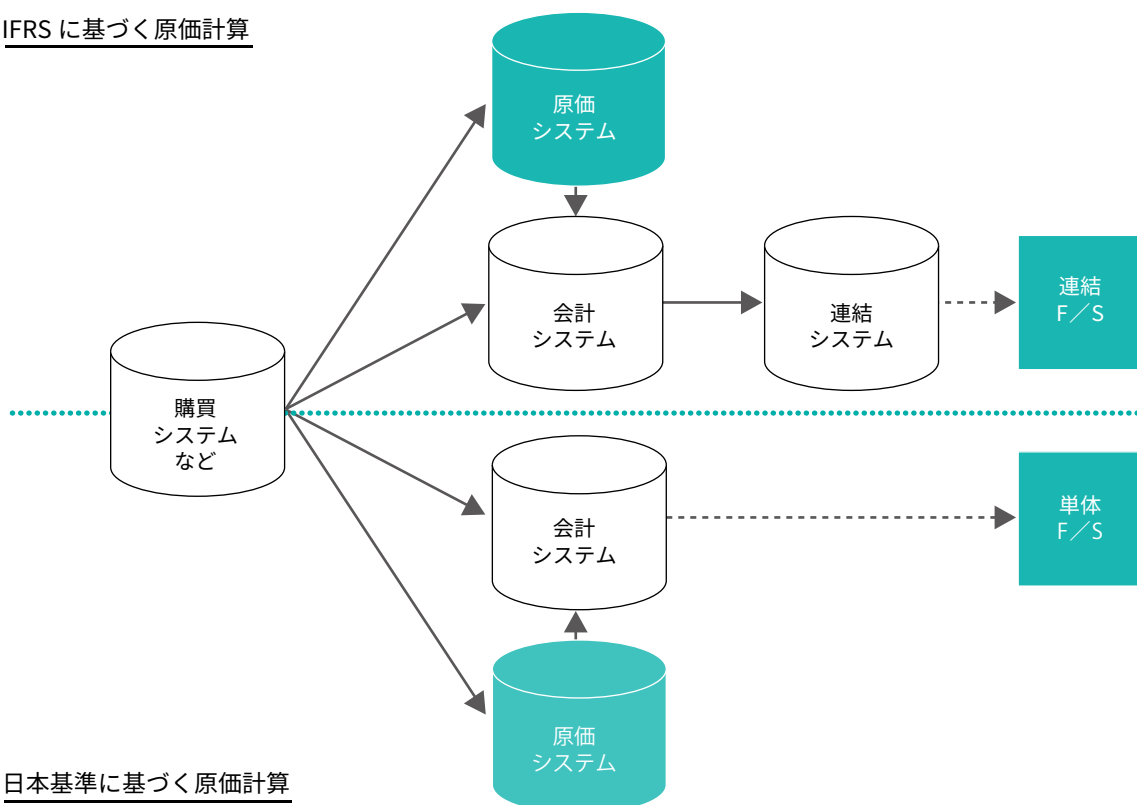 IFRS に基づく原価計算
原価
システム
会計
システム
連結
システム
連結
F／S
購買
システム
など
会計
システム
単体
F／S
原価
システム
日本基準に基づく原価計算